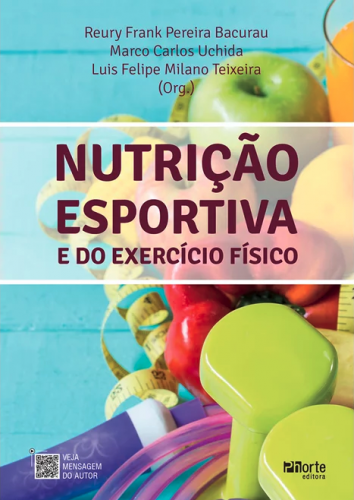 Reury Frank Pereira Bacurau
Marco Carlos Uchida
Luis Felipe Milano Teixeira
(Org.)
NUTRIÇÃO
ESPORTIVA
E DO EXERCÍCIO FÍSICO
VEJA
MENSAGEM
DO AUTOR
Phorte
editora